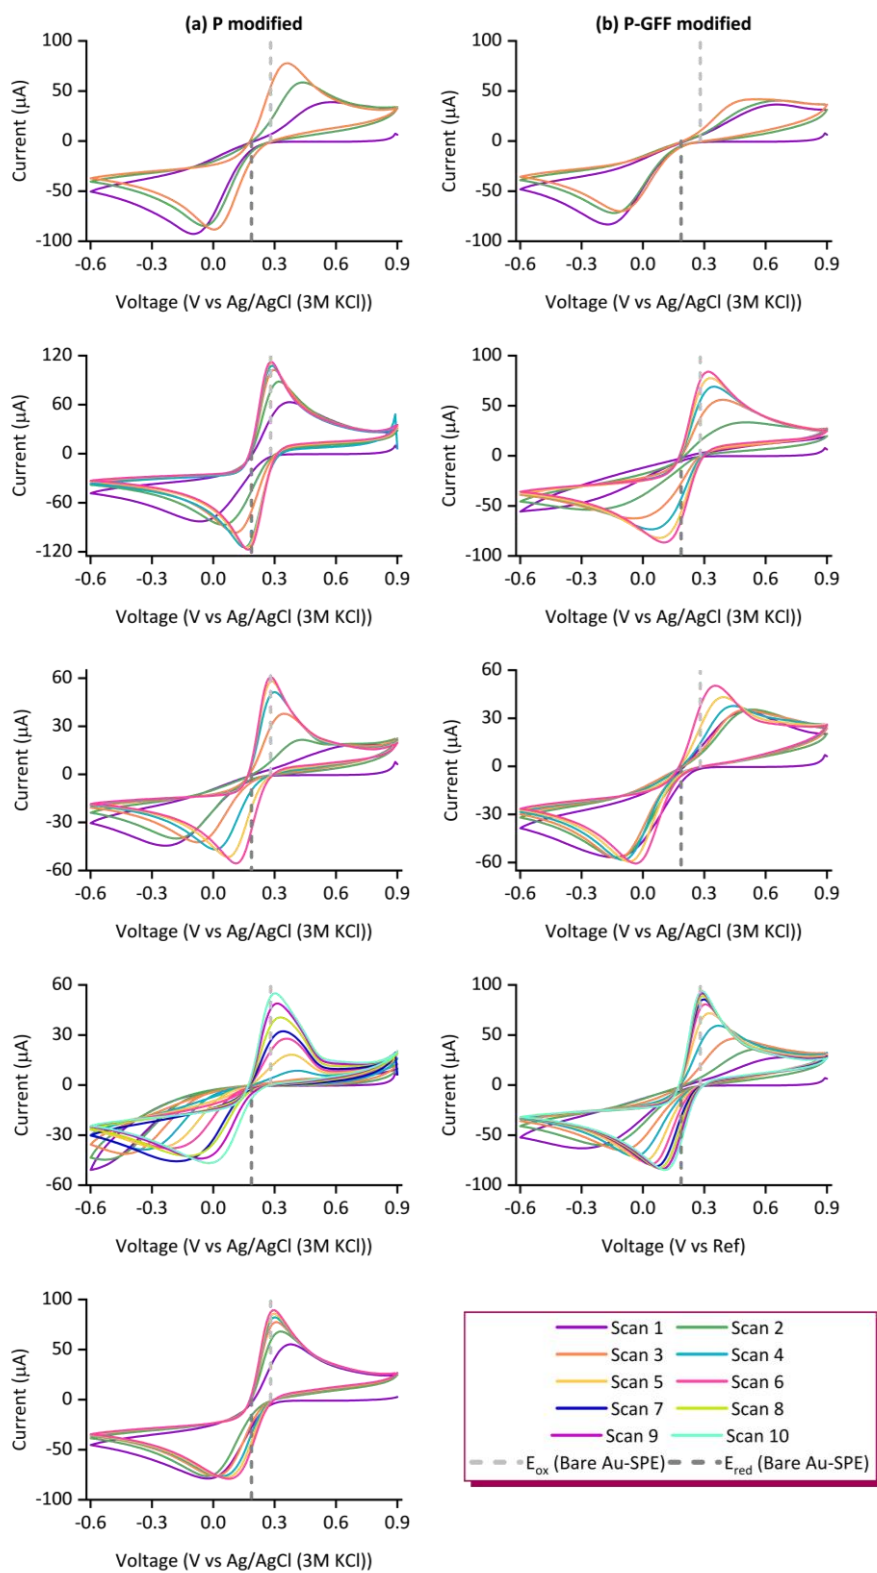 (a) P modified
(b) P-GFF modified
100
50
0
-50
-100
Current (µA)
-0.6 -0.3 0.0 0.3 0.6 0.9
Voltage (V vs Ag/AgCl (3M KCl))
100
50
0
-50
-100
Current (µA)
-0.6 -0.3 0.0 0.3 0.6 0.9
Voltage (V vs Ag/AgCl (3M KCl))
120
60
0
-60
-120
Current (µA)
-0.6 -0.3 0.0 0.3 0.6 0.9
Voltage (V vs Ag/AgCl (3M KCl))
100
50
0
-50
-100
Current (µA)
-0.6 -0.3 0.0 0.3 0.6 0.9
Voltage (V vs Ag/AgCl (3M KCl))
60
30
0
-30
-60
Current (µA)
-0.6 -0.3 0.0 0.3 0.6 0.9
Voltage (V vs Ag/AgCl (3M KCl))
60
30
0
-30
-60
Current (µA)
-0.6 -0.3 0.0 0.3 0.6 0.9
Voltage (V vs Ag/AgCl (3M KCl))
60
30
0
-30
-60
Current (µA)
-0.6 -0.3 0.0 0.3 0.6 0.9
Voltage (V vs Ag/AgCl (3M KCl))
100
50
0
-50
-100
Current (µA)
-0.6 -0.3 0.0 0.3 0.6 0.9
Voltage (V vs Ref)
100
50
0
-50
-100
Current (µA)
-0.6 -0.3 0.0 0.3 0.6 0.9
Voltage (V vs Ag/AgCl (3M KCl))
Scan 1 Scan 2
Scan 3 Scan 4
Scan 5 Scan 6
Scan 7 Scan 8
Scan 9 Scan 10
Eox (Bare Au-SPE) Ered (Bare Au-SPE)